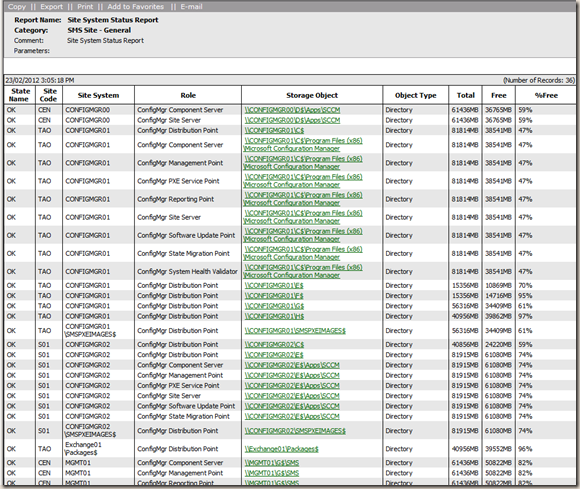 Copy || Export || Print || Add to Favorites || E-mail
Report Name: Site System Status Report
Category: SMS Site - General
Comment: Site System Status Report
Parameters:
23/02/2012 3:05:18 PM (Number of Records: 36)
State Name Site Code Site System Role Storage Object Object Type Total Free %Free
OK CEN CONFIGMGR00 ConfigMgr Component Server \\CONFIGMGR00\D$\Apps\SCCM Directory 61436MB 36765MB 59%
OK CEN CONFIGMGR00 ConfigMgr Site Server \\CONFIGMGR00\D$\Apps\SCCM Directory 61436MB 36765MB 59%
OK TAO CONFIGMGR01 ConfigMgr Distribution Point \\CONFIGMGR01\C$ Directory 81814MB 38541MB 47%
OK TAO CONFIGMGR01 ConfigMgr Component Server \\CONFIGMGR01\C$\Program Files (x86)\Microsoft Configuration Manager Directory 81814MB 38541MB 47%
OK TAO CONFIGMGR01 ConfigMgr Management Point \\CONFIGMGR01\C$\Program Files (x86)\Microsoft Configuration Manager Directory 81814MB 38541MB 47%
OK TAO CONFIGMGR01 ConfigMgr PXE Service Point \\CONFIGMGR01\C$\Program Files (x86)\Microsoft Configuration Manager Directory 81814MB 38541MB 47%
OK TAO CONFIGMGR01 ConfigMgr Reporting Point \\CONFIGMGR01\C$\Program Files (x86)\Microsoft Configuration Manager Directory 81814MB 38541MB 47%
OK TAO CONFIGMGR01 ConfigMgr Site Server \\CONFIGMGR01\C$\Program Files (x86)\Microsoft Configuration Manager Directory 81814MB 38541MB 47%
OK TAO CONFIGMGR01 ConfigMgr Software Update Point \\CONFIGMGR01\C$\Program Files (x86)\Microsoft Configuration Manager Directory 81814MB 38541MB 47%
OK TAO CONFIGMGR01 ConfigMgr State Migration Point \\CONFIGMGR01\C$\Program Files (x86)\Microsoft Configuration Manager Directory 81814MB 38541MB 47%
OK TAO CONFIGMGR01 ConfigMgr System Health Validator \\CONFIGMGR01\C$\Program Files (x86)\Microsoft Configuration Manager Directory 81814MB 38541MB 47%
OK TAO CONFIGMGR01 ConfigMgr Distribution Point \\CONFIGMGR01\E$ Directory 15356MB 10869MB 70%
OK TAO CONFIGMGR01 ConfigMgr Distribution Point \\CONFIGMGR01\F$ Directory 15356MB 14716MB 95%
OK TAO CONFIGMGR01 ConfigMgr Distribution Point \\CONFIGMGR01\G$ Directory 56316MB 34409MB 61%
OK TAO CONFIGMGR01 ConfigMgr Distribution Point \\CONFIGMGR01\H$ Directory 40956MB 39862MB 97%
OK TAO CONFIGMGR01\SMSPXEIMAGES$ ConfigMgr Distribution Point \\CONFIGMGR01\SMSPXEIMAGES$ Directory 56316MB 34409MB 61%
OK S01 CONFIGMGR02 ConfigMgr Distribution Point \\CONFIGMGR02\C$ Directory 40856MB 24220MB 59%
OK S01 CONFIGMGR02 ConfigMgr Distribution Point \\CONFIGMGR02\E$ Directory 81915MB 61080MB 74%
OK S01 CONFIGMGR02 ConfigMgr Component Server \\CONFIGMGR02\E$\Apps\SCCM Directory 81915MB 61080MB 74%
OK S01 CONFIGMGR02 ConfigMgr Management Point \\CONFIGMGR02\E$\Apps\SCCM Directory 81915MB 61080MB 74%
OK S01 CONFIGMGR02 ConfigMgr PXE Service Point \\CONFIGMGR02\E$\Apps\SCCM Directory 81915MB 61080MB 74%
OK S01 CONFIGMGR02 ConfigMgr Site Server \\CONFIGMGR02\E$\Apps\SCCM Directory 81915MB 61080MB 74%
OK S01 CONFIGMGR02 ConfigMgr Software Update Point \\CONFIGMGR02\E$\Apps\SCCM Directory 81915MB 61080MB 74%
OK S01 CONFIGMGR02 ConfigMgr State Migration Point \\CONFIGMGR02\E$\Apps\SCCM Directory 81915MB 61080MB 74%
OK S01 CONFIGMGR02\SMSPXEIMAGES$ ConfigMgr Distribution Point \\CONFIGMGR02\SMSPXEIMAGES$ Directory 81915MB 61080MB 74%
OK TAO Exchange01\Packages$ ConfigMgr Distribution Point \\Exchange01\Packages$ Directory 40956MB 39552MB 96%
OK CEN MGMT01 ConfigMgr Component Server \\MGMT01\G$\SMS Directory 61436MB 50822MB 82%
OK CEN MGMT01 ConfigMgr Management Point \\MGMT01\G$\SMS Directory 61436MB 50822MB 82%
OK CEN MGMT01 ConfigMgr Reporting Point \\MGMT01\G$\SMS Directory 61436MB 50822MB 82%